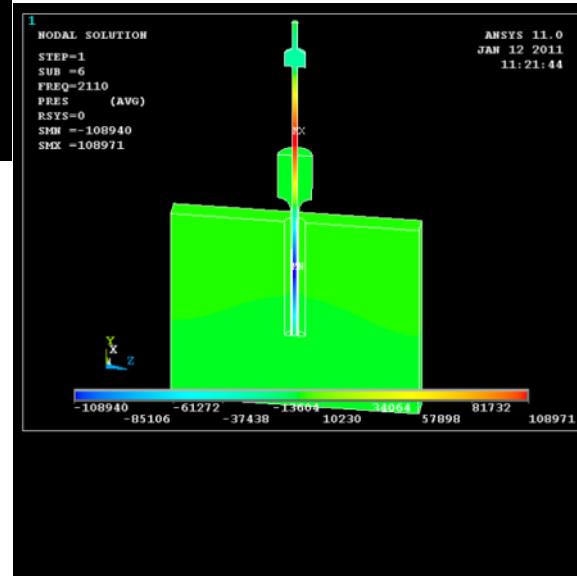 1
NODAL SOLUTION
STEP=1
SUB =6
FREQ=2110
PRES (AVG)
RSYS=0
SMN =-108940
SMX =108971
ANSYS 11.0
JAN 12 2011
11:21:44
MX
MN
Y
X
Z
-108940 -61272 -13604 34064 81732
-85106 -37438 10230 57898 108971